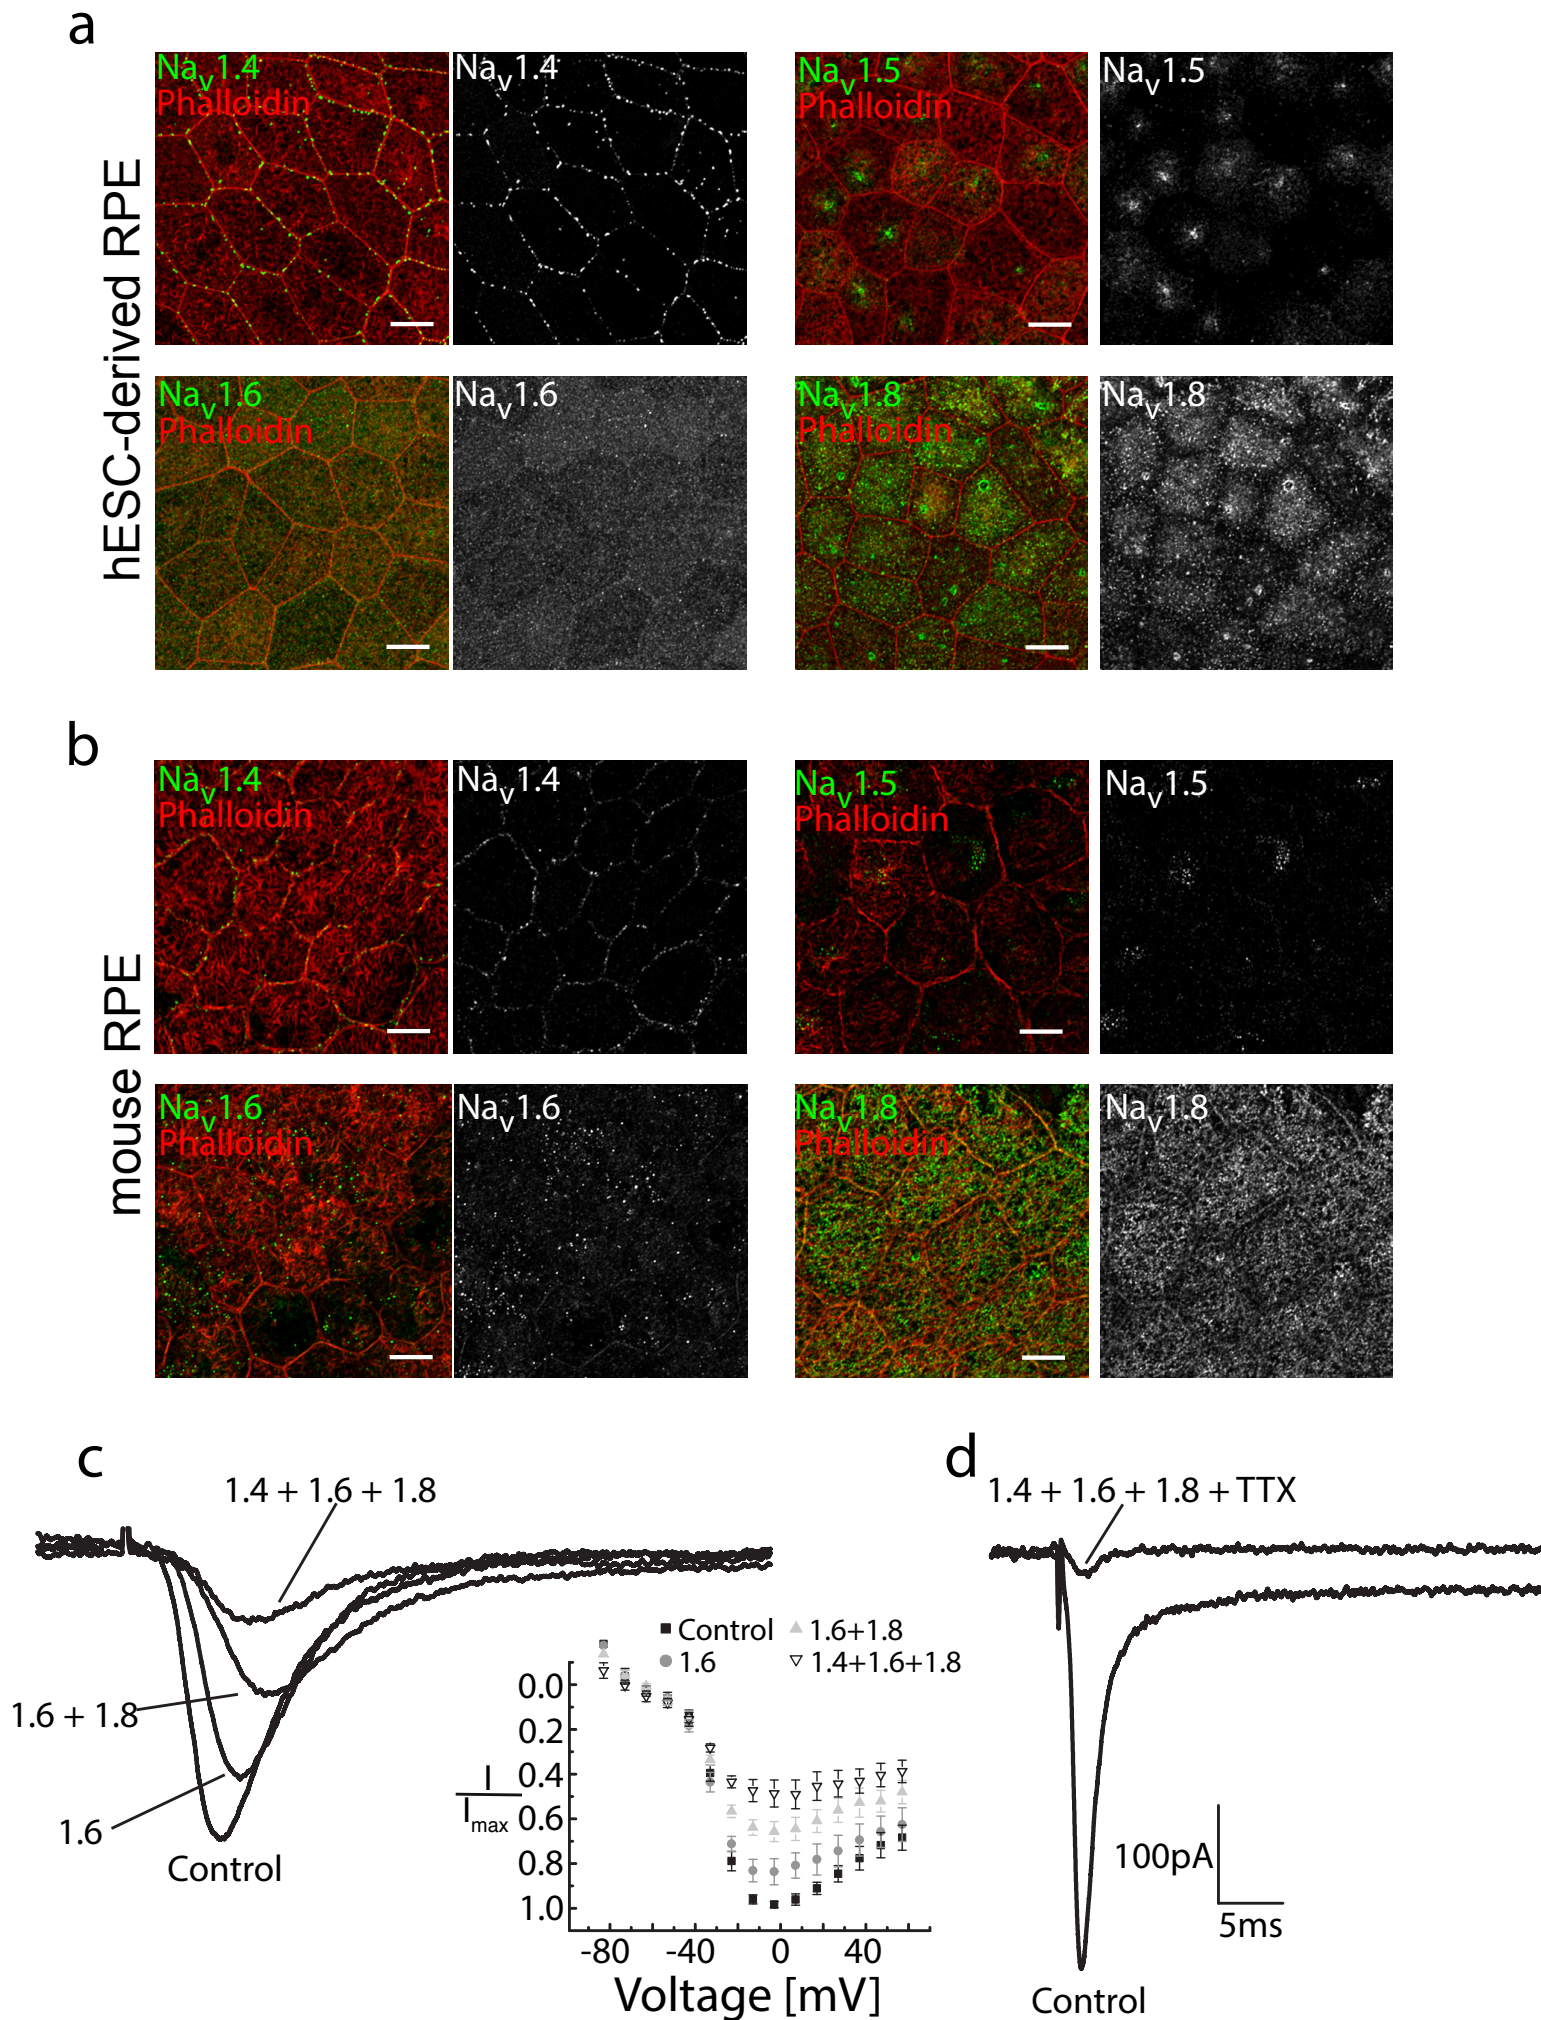 a
hESC-derived RPE
Nav1.4
Phalloidin
Nav1.4
Nav1.5
Phalloidin
Nav1.5
Nav1.6
Phalloidin
Nav1.6
Nav1.8
Phalloidin
Nav1.8
b
mouse RPE
Nav1.4
Phalloidin
Nav1.4
Nav1.5
Phalloidin
Nav1.5
Nav1.6
Phalloidin
Nav1.6
Nav1.8
Phalloidin
Nav1.8
c
1.4 + 1.6 + 1.8
1.6 + 1.8
1.6
Control
Control
1.6+1.8
1.6
1.4+1.6+1.8
I
Imax
0.0
0.2
0.4
0.6
0.8
1.0
-80
-40
0
40
Voltage [mV]
d
1.4 + 1.6 + 1.8 + TTX
100pA
5ms
Control